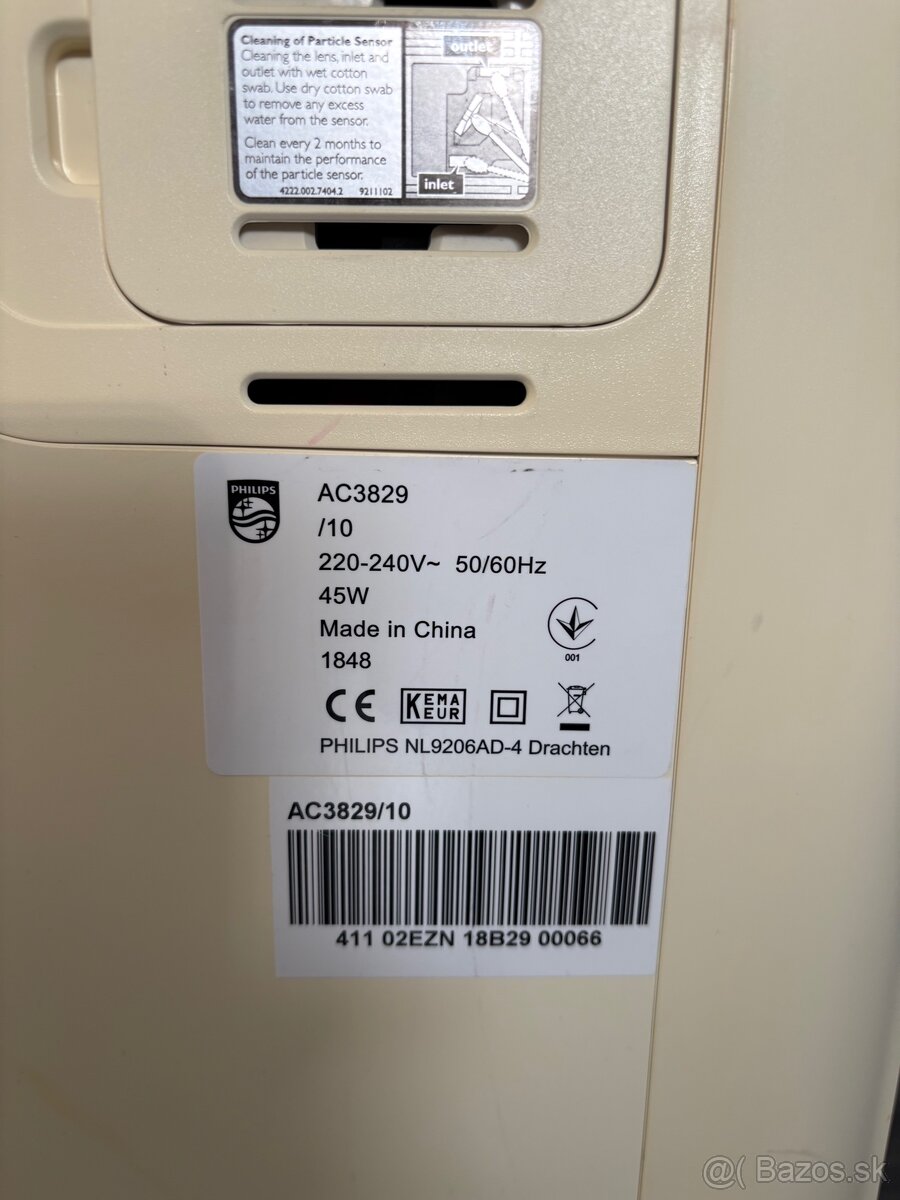 Cleaning of Particle Sensor
Cleaning the lens, inlet and
outlet with wet cotton
swab. Use dry cotton swab
to remove any excess
water from the sensor.
Clean every 2 months to
maintain the performance
of the particle sensor.
4222.002.7404.2 9211102
outlet
inlet
PHILIPS
AC3829
/10
220-240V~ 50/60Hz
45W
Made in China
1848
001
CE
KEMA
EUR
PHILIPS NL9206AD-4 Drachten
AC3829/10
411 02EZN 18B29 00066
@( Bazos.sk